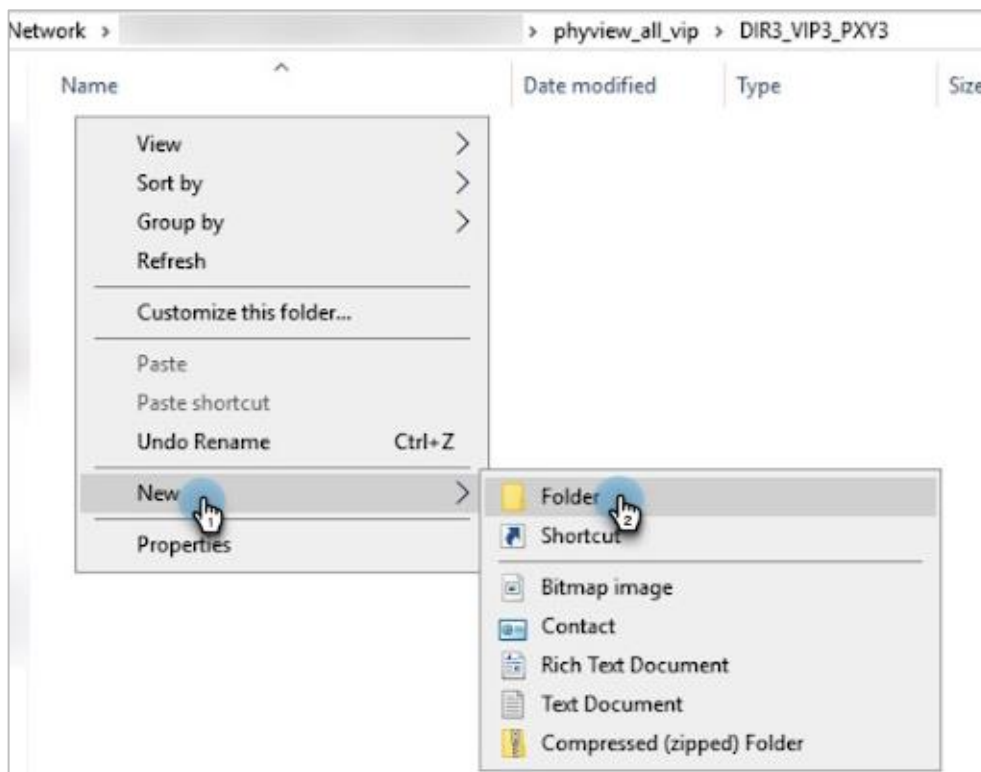 Network > > phyview_all_vip > DIR3_VIP3_PXY3
Name Date modified Type Size
View
Sort by
Group by
Refresh
Customize this folder...
Paste
Paste shortcut
Undo Rename Ctrl+Z
New
1
Properties
Folder
2
Shortcut
Bitmap image
Contact
Rich Text Document
Text Document
Compressed (zipped) Folder